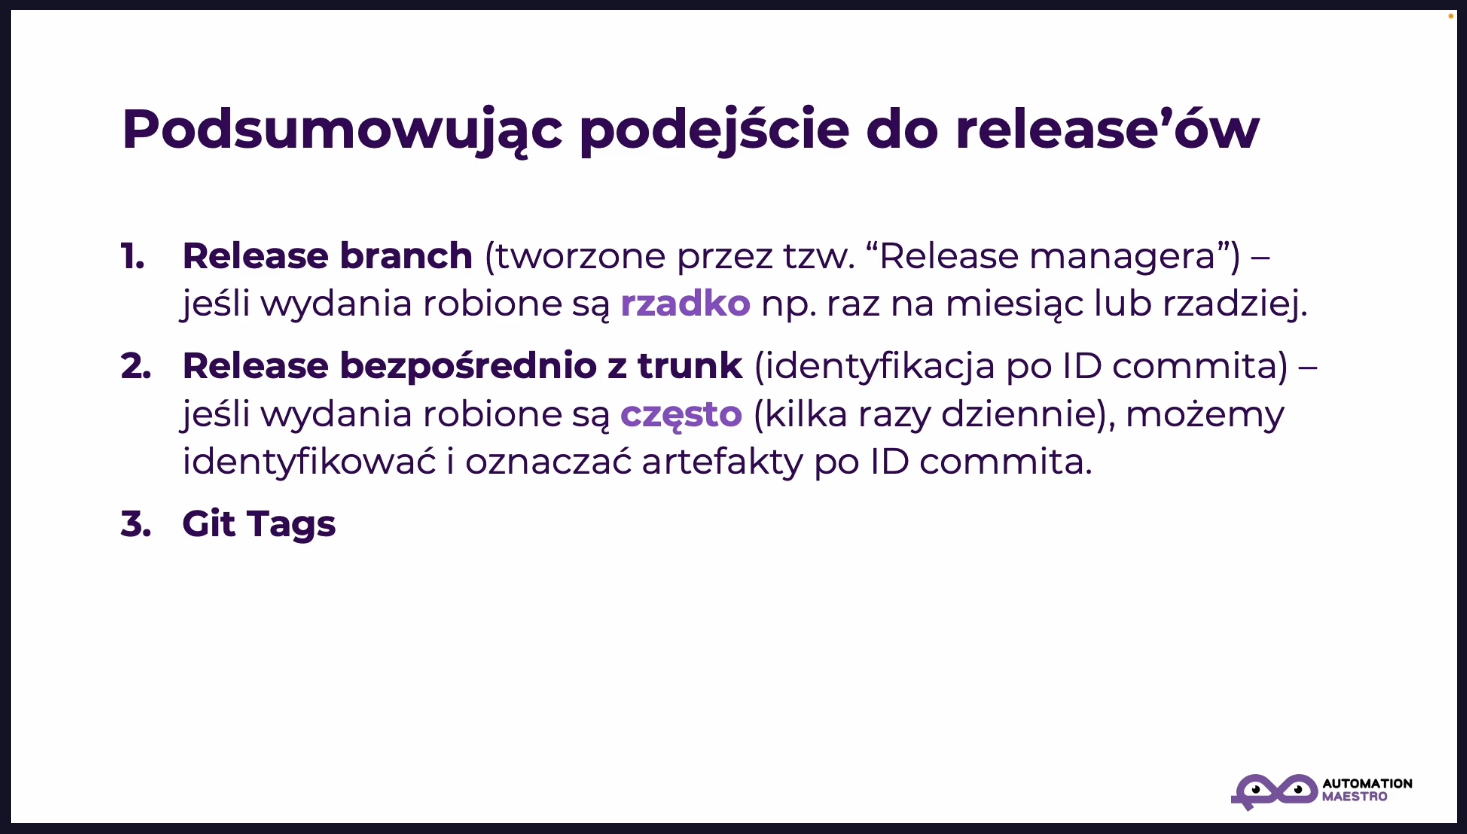 Podsumowując podejście do release’ów
1. Release branch (tworzone przez tzw. “Release managera”) –
jeśli wydania robione są rzadko np. raz na miesiąc lub rzadziej.
2. Release bezpośrednio z trunk (identyfikacja po ID commita) –
jeśli wydania robione są często (kilka razy dziennie), możemy
identyfikować i oznaczać artefakty po ID commita.
3. Git Tags
AUTOMATION
MAESTRO